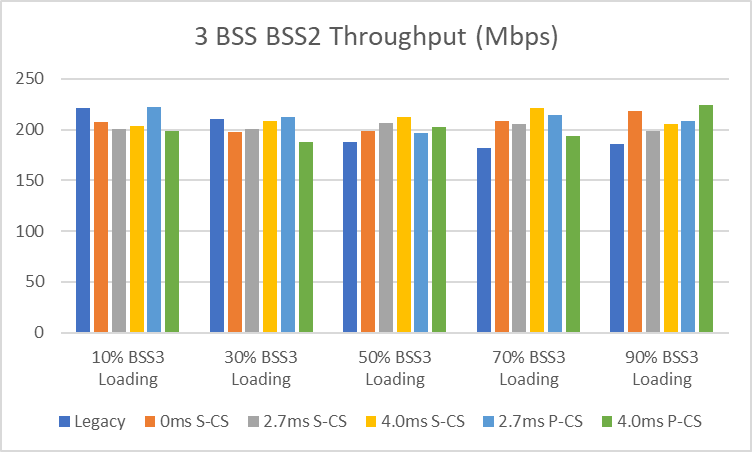 3 BSS BSS2 Throughput (Mbps)
250
200
150
100
50
0
10% BSS3 Loading
30% BSS3 Loading
50% BSS3 Loading
70% BSS3 Loading
90% BSS3 Loading
Legacy 0ms S-CS 2.7ms S-CS 4.0ms S-CS 2.7ms P-CS 4.0ms P-CS